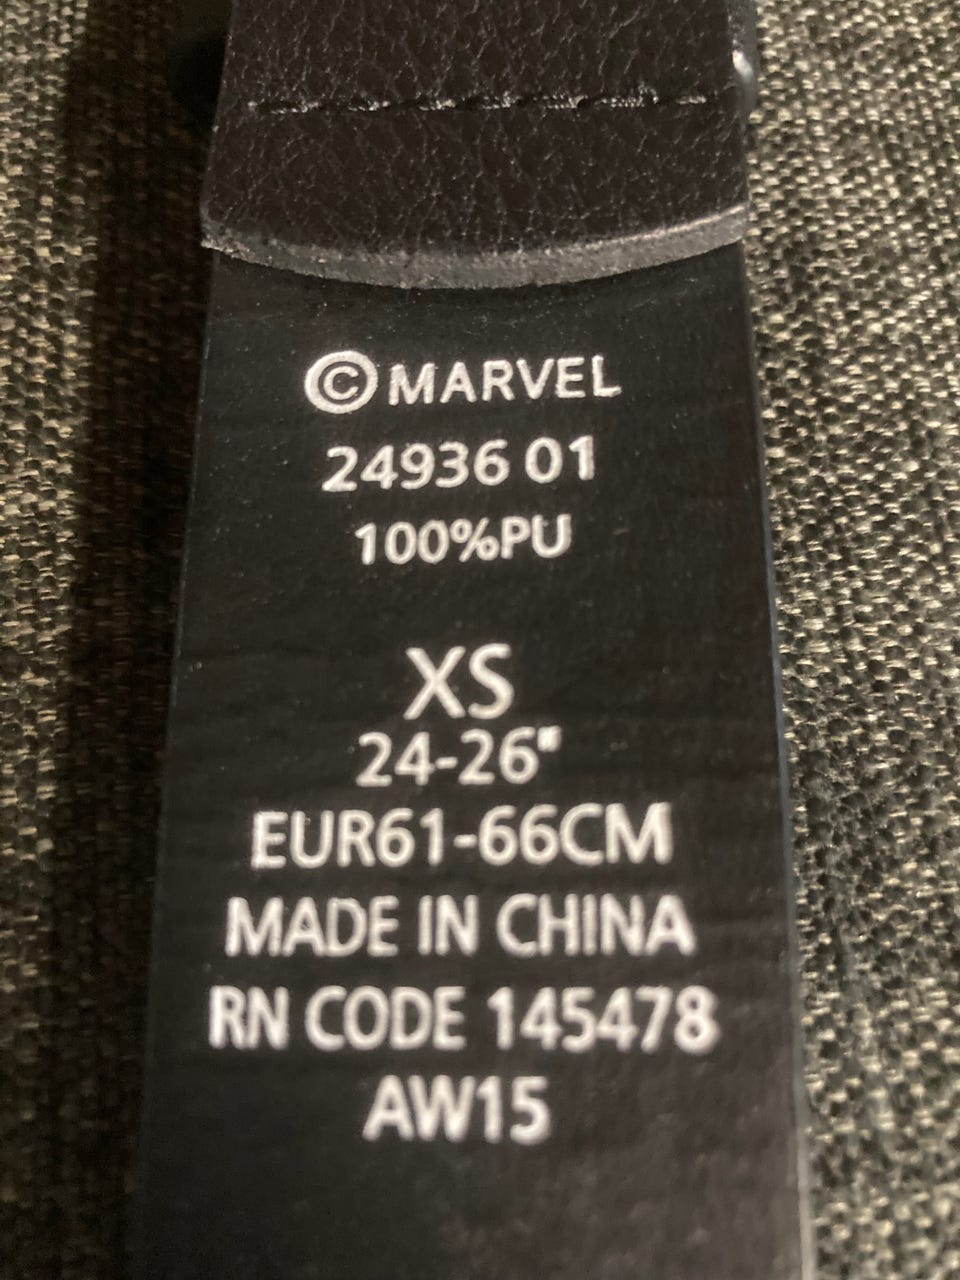 ©MARVEL
24936 01
100%PU
XS
24-26"
EUR61-66CM
MADE IN CHINA
RN CODE 145478
AW15